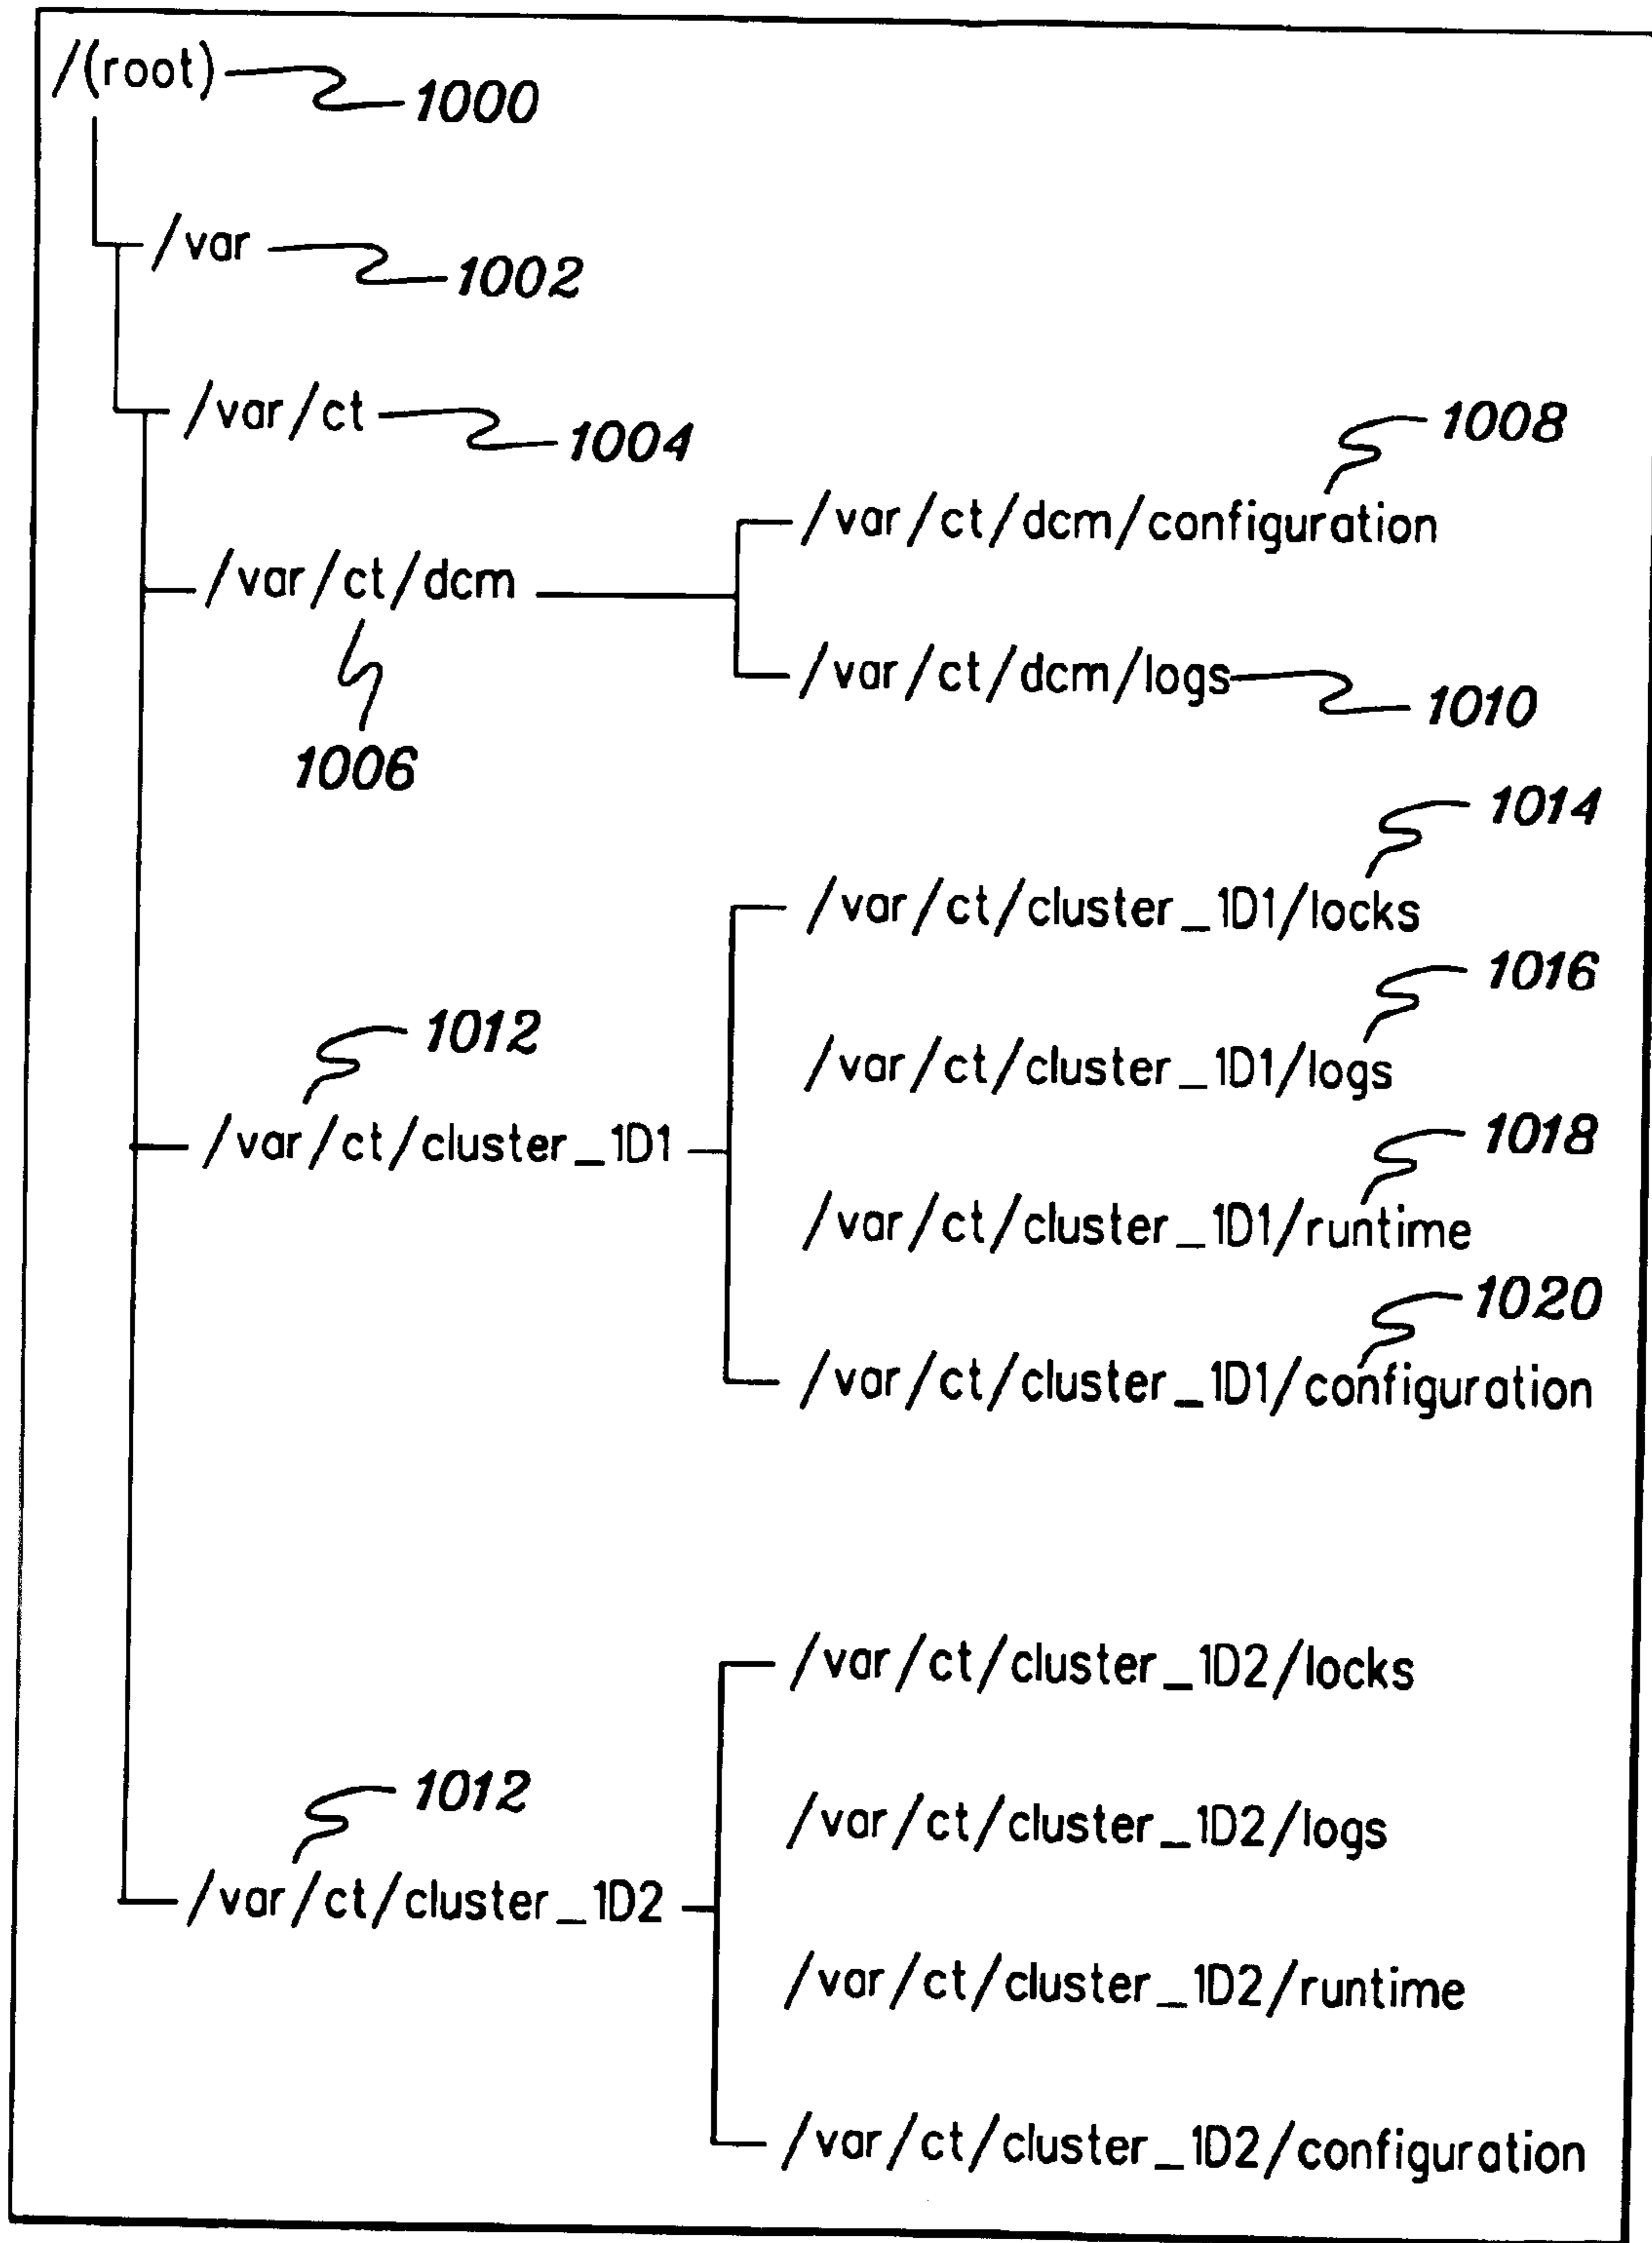 /(root)
1000
/var
1002
/var/ct
1004
1008
/var/ct/dcm/configuration
/var/ct/dcm
/var/ct/dcm/logs
1010
1006
1014
/var/ct/cluster_1D1/locks
1016
1012
/var/ct/cluster_1D1/logs
1018
/var/ct/cluster_1D1
/var/ct/cluster_1D1/runtime
1020
/var/ct/cluster_1D1/configuration
/var/ct/cluster_1D2/locks
1012
/var/ct/cluster_1D2/logs
/var/ct/cluster_1D2
/var/ct/cluster_1D2/runtime
/var/ct/cluster_1D2/configuration